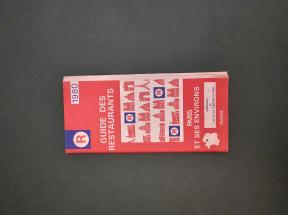 1980
R
GUIDE DES
RESTAURANTS
R
R
R
PARIS
ET SES ENVIRONS